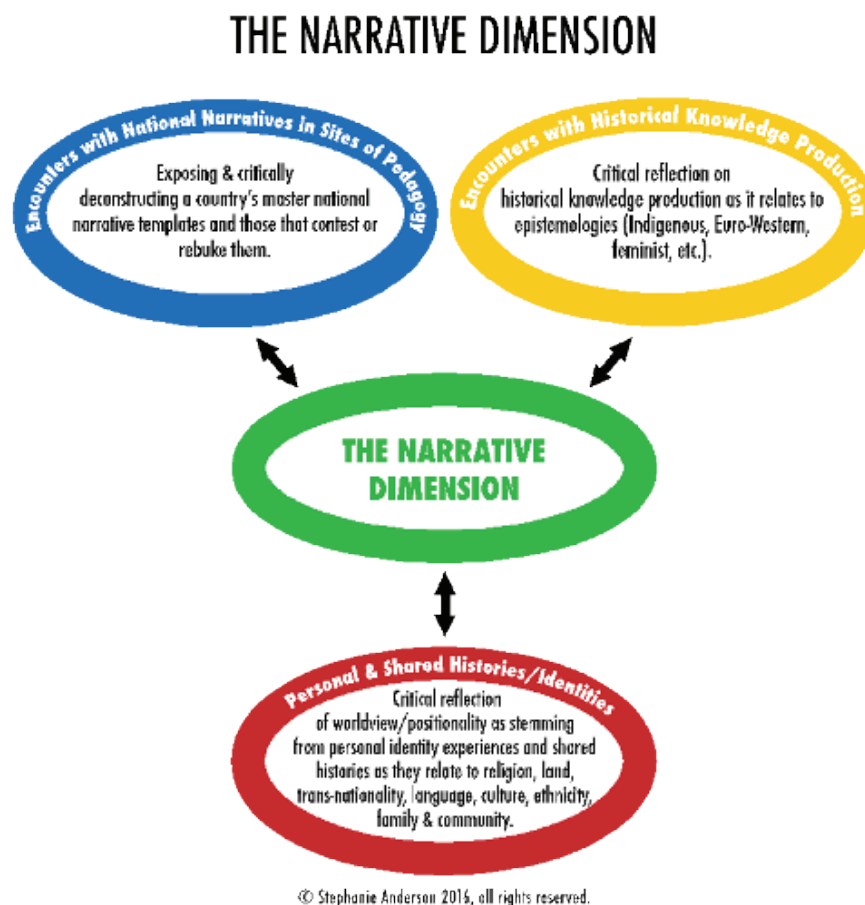 THE NARRATIVE DIMENSION
Encounters with National Narratives in Sites of Pedagogy
Exposing & critically
deconstructing a country's master national
narrative templates and those that contest or
rebuke them.
Encounters with Historical Knowledge Production
Critical reflection on
historical knowledge production as it relates to
epistemologies (Indigenous, Euro-Western,
feminist, etc.).
THE NARRATIVE
DIMENSION
Personal & Shared Histories/Identities
Critical reflection
of worldview/positionality as stemming
from personal identity experiences and shared
histories as they relate to religion, land,
trans-nationality, language, culture, ethnicity,
family & community.
© Stephanie Anderson 2016, all rights reserved.